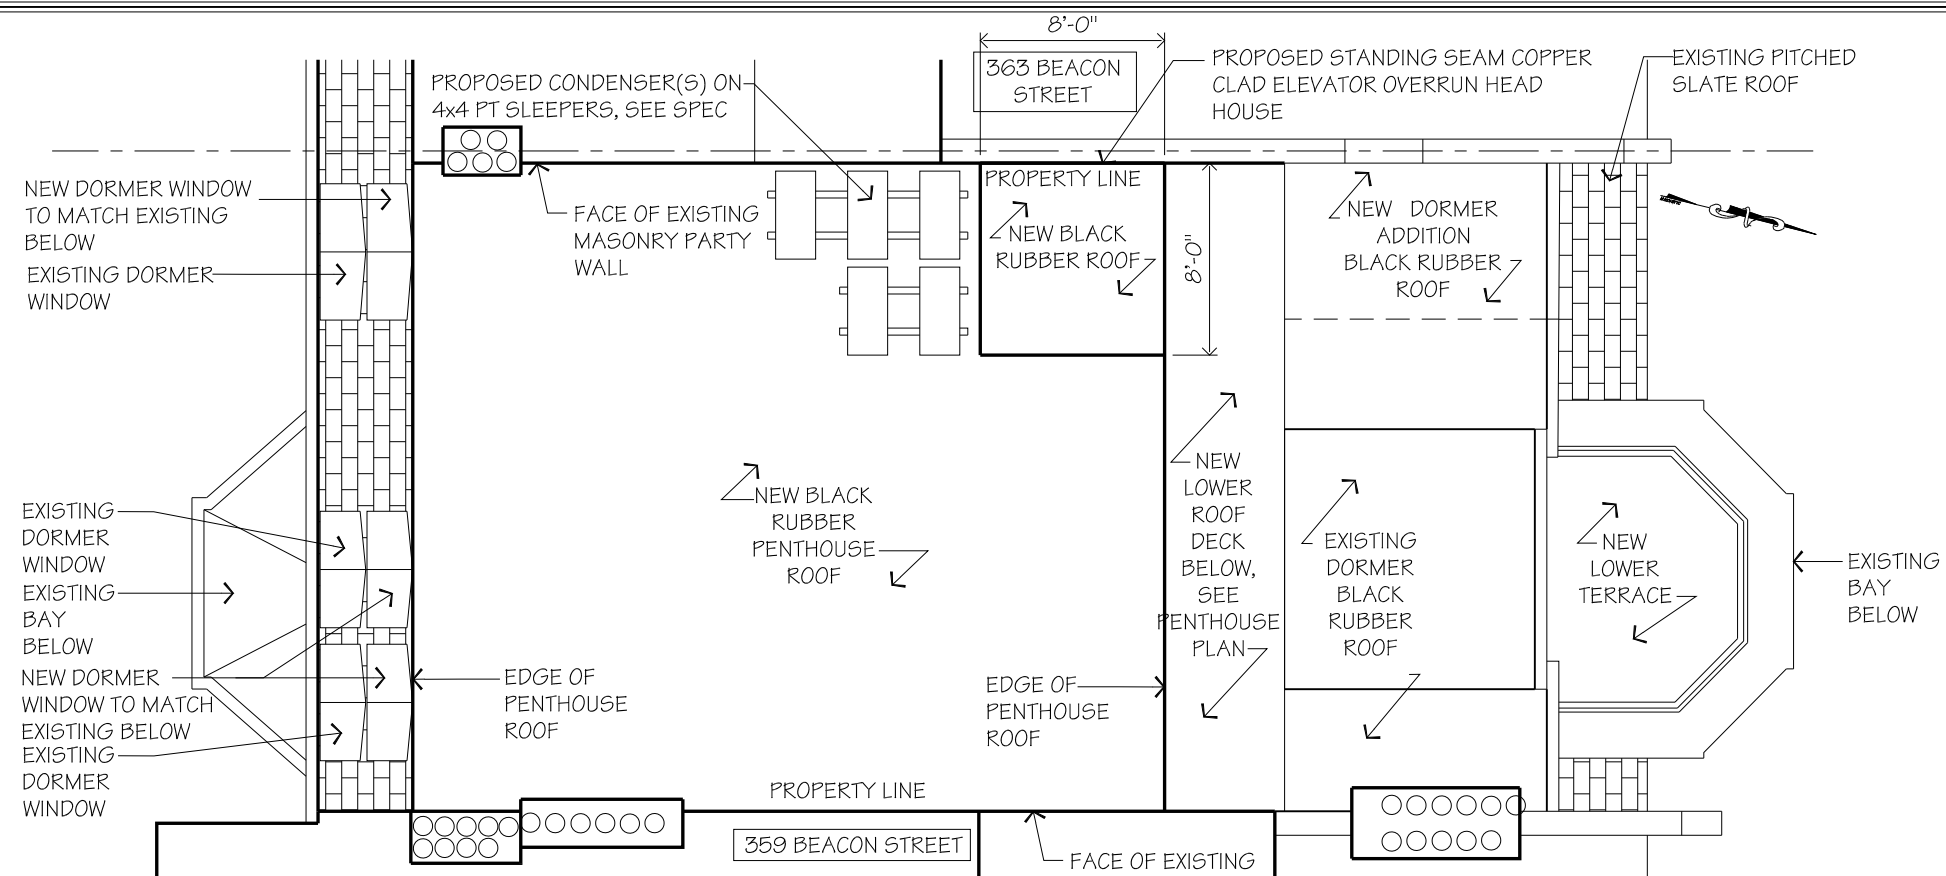 8'-0"
363 BEACON
STREET
PROPOSED CONDENSER(S) ON
4x4 PT SLEEPERS, SEE SPEC
PROPOSED STANDING SEAM COPPER
CLAD ELEVATOR OVERRUN HEAD
HOUSE
EXISTING PITCHED
SLATE ROOF
NEW DORMER WINDOW
TO MATCH EXISTING
BELOW
EXISTING DORMER
WINDOW
FACE OF EXISTING
MASONRY PARTY
WALL
PROPERTY LINE
NEW BLACK
RUBBER ROOF
8'-0"
NEW DORMER
ADDITION
BLACK RUBBER
ROOF
EXISTING
DORMER
WINDOW
EXISTING
BAY
BELOW
NEW DORMER
WINDOW TO MATCH
EXISTING BELOW
EXISTING
DORMER
WINDOW
NEW BLACK
RUBBER
PENTHOUSE
ROOF
EDGE OF
PENTHOUSE
ROOF
EDGE OF
PENTHOUSE
ROOF
NEW
LOWER
ROOF
DECK
BELOW,
SEE
PENTHOUSE
PLAN
EXISTING
DORMER
BLACK
RUBBER
ROOF
NEW
LOWER
TERRACE
EXISTING
BAY
BELOW
PROPERTY LINE
359 BEACON STREET
FACE OF EXISTING